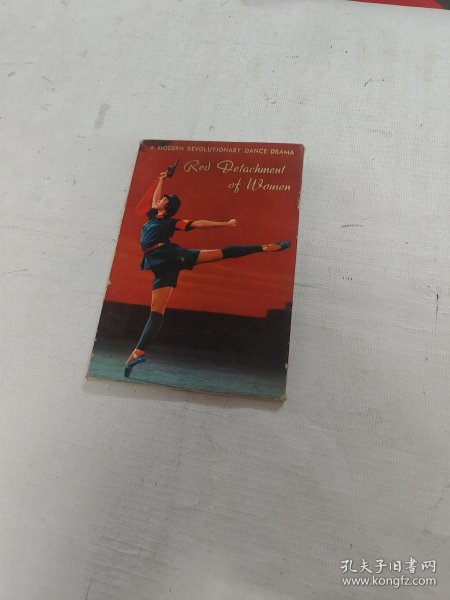 A MODERN REVOLUTIONARY DANCE DRAMA
Red Detachment
of Women
孔夫子旧书网
www.kongfz.com